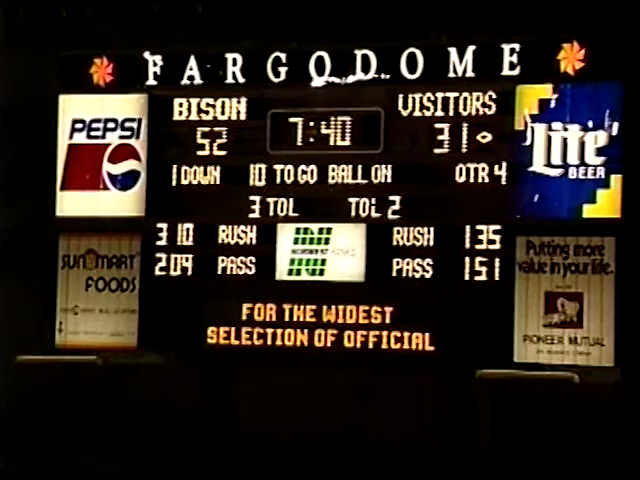 FARGODOME
PEPSI
BISON
52
7:40
VISITORS
31
Lite
BEER
1 DOWN 10 TO GO BALL ON QTR 4
3 TOL TOL 2
310 RUSH RUSH 135
209 PASS PASS 151
SUNMART
FOODS
Putting more
value in your life.
PIONEER MUTUAL
FOR THE WIDEST
SELECTION OF OFFICIAL